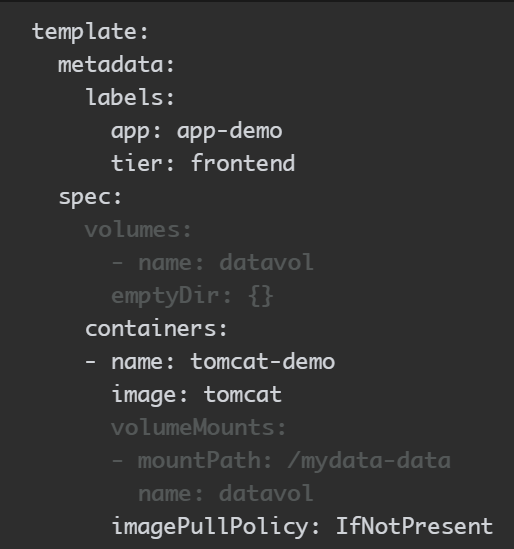 template:
  metadata:
    labels:
      app: app-demo
      tier: frontend
  spec:
    volumes:
      - name: datavol
      emptyDir: {}
    containers:
    - name: tomcat-demo
      image: tomcat
      volumeMounts:
      - mountPath: /mydata-data
        name: datavol
      imagePullPolicy: IfNotPresent